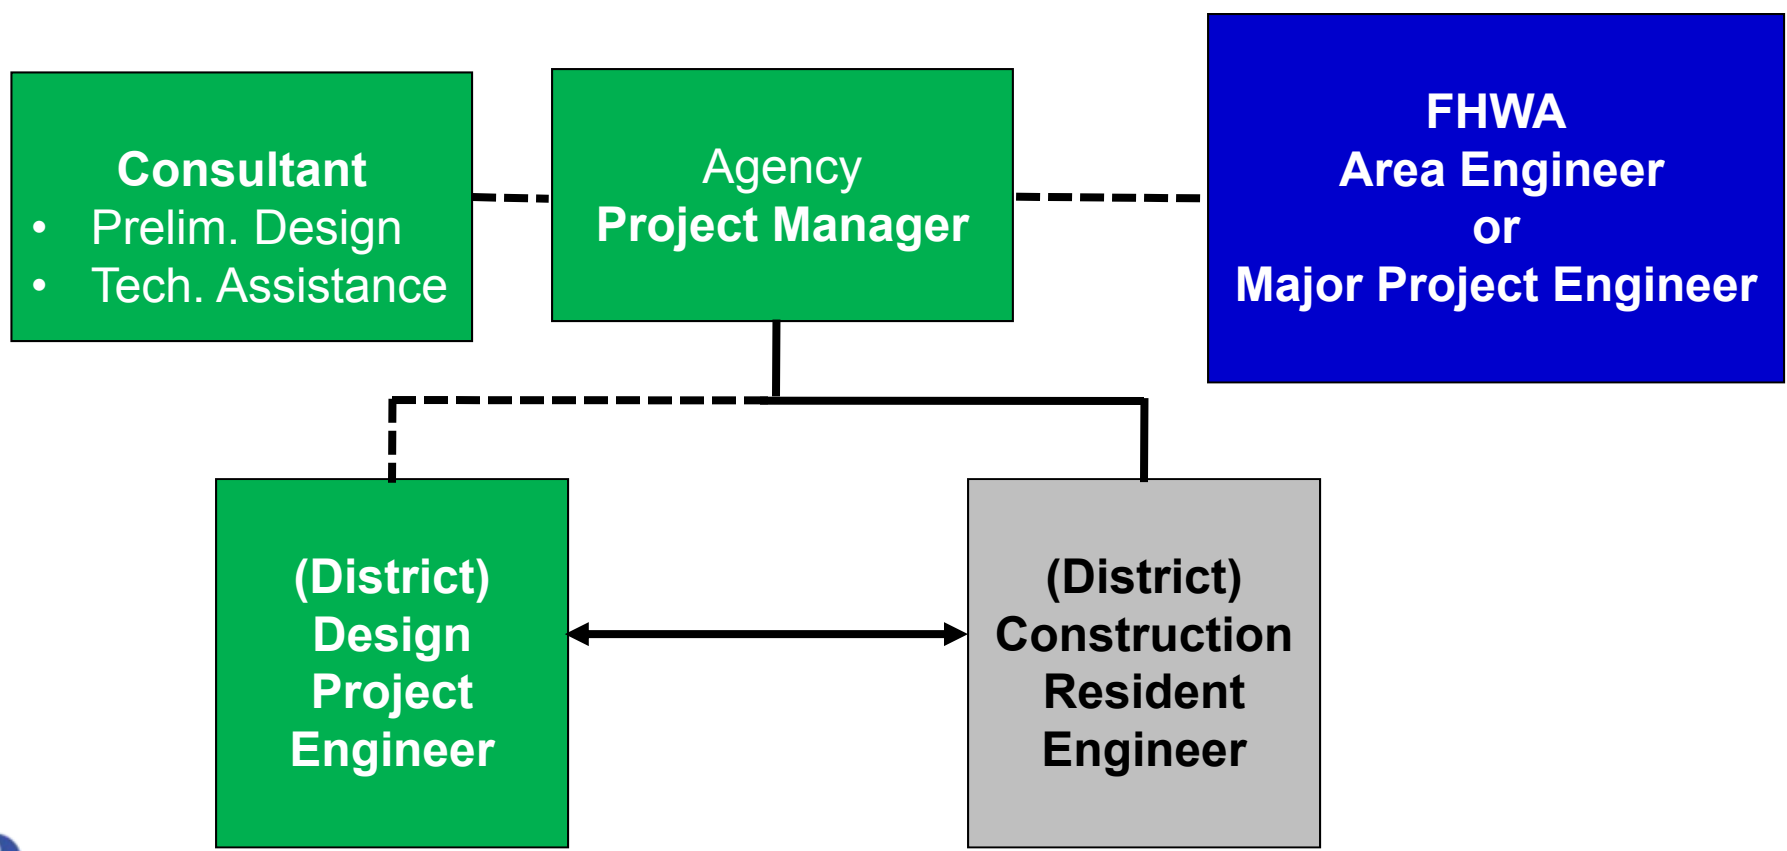 Consultant
• Prelim. Design
• Tech. Assistance
Agency
Project Manager
FHWA
Area Engineer
or
Major Project Engineer
(District)
Design
Project
Engineer
(District)
Construction
Resident
Engineer